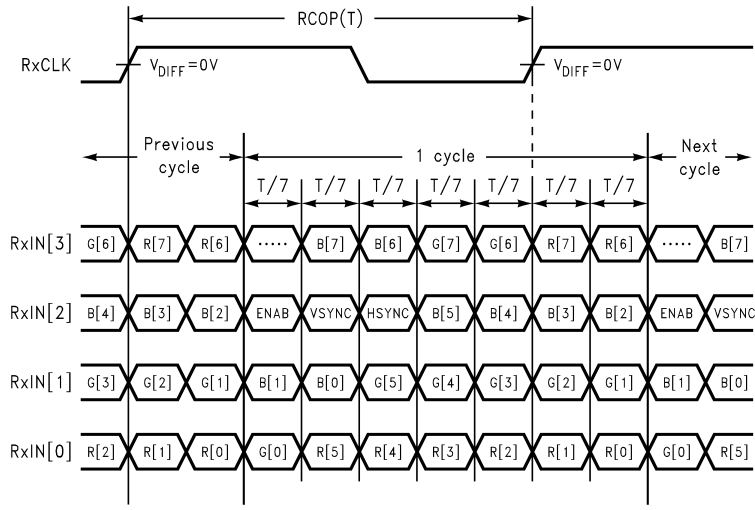 RCOP(T)
RxCLK VDIFF=0V VDIFF=0V
Previous cycle 1 cycle Next cycle
T/7 T/7 T/7 T/7 T/7 T/7 T/7
RxIN[3] G[6] R[7] R[6] ····· B[7] B[6] G[7] G[6] R[7] R[6] ····· B[7]
RxIN[2] B[4] B[3] B[2] ENAB VSYNC HSYNC B[5] B[4] B[3] B[2] ENAB VSYNC
RxIN[1] G[3] G[2] G[1] B[1] B[0] G[5] G[4] G[3] G[2] G[1] B[1] B[0]
RxIN[0] R[2] R[1] R[0] G[0] R[5] R[4] R[3] R[2] R[1] R[0] G[0] R[5]